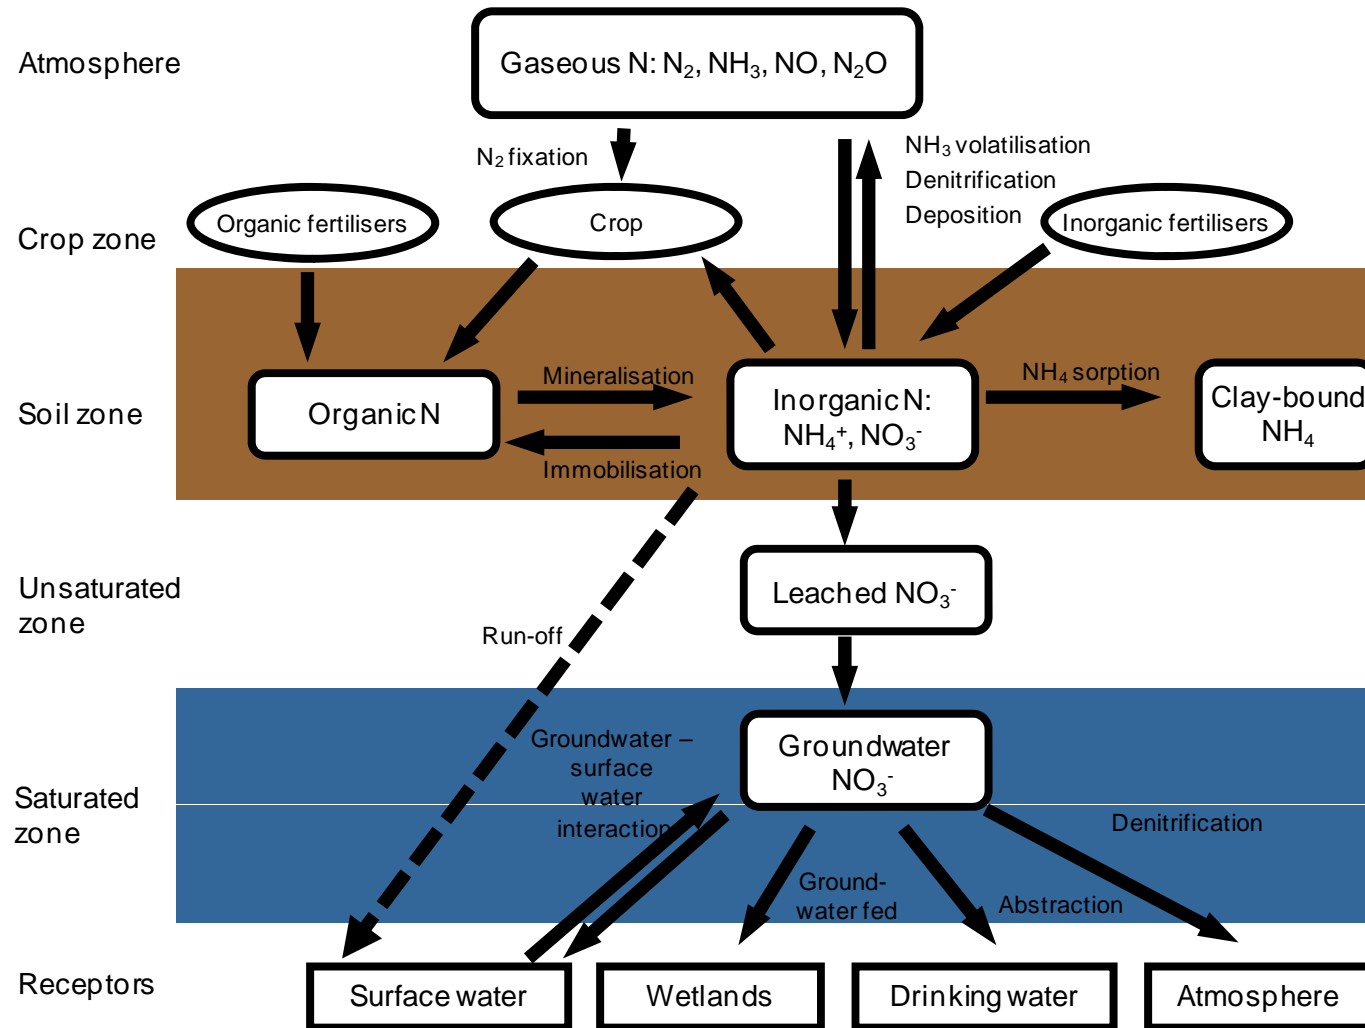 Atmosphere
Gaseous N: N₂, NH₃, NO, N₂O
N₂ fixation
NH₃ volatilisation
Denitrification
Deposition
Crop zone
Organic fertilisers
Crop
Inorganic fertilisers
Soil zone
Organic N
Mineralisation
Immobilisation
Inorganic N:
NH₄⁺, NO₃⁻
NH₄ sorption
Clay-bound
NH₄
Unsaturated
zone
Leached NO₃⁻
Run-off
Saturated
zone
Groundwater –
surface
water
interaction
Groundwater
NO₃⁻
Denitrification
Ground-
water fed
Abstraction
Receptors
Surface water
Wetlands
Drinking water
Atmosphere